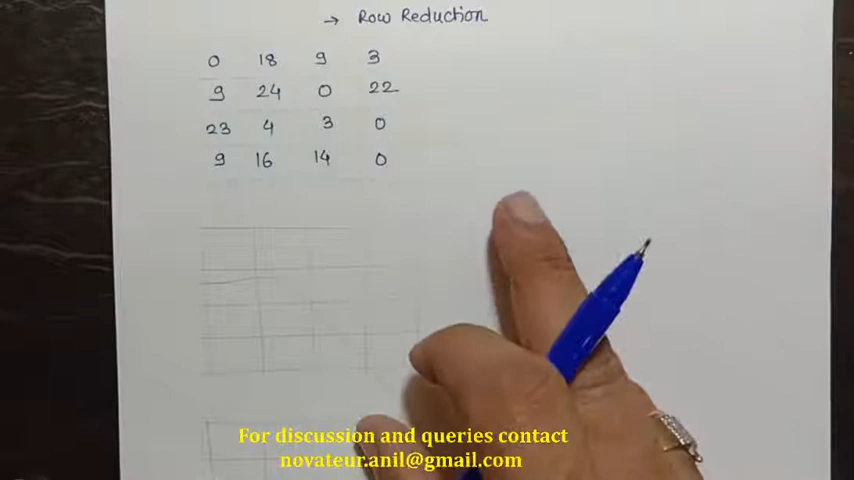 → Row Reduction
0 18 9 3
9 24 0 22
23 4 3 0
9 16 14 0
For discussion and queries contact
novateur.anil@gmail.com